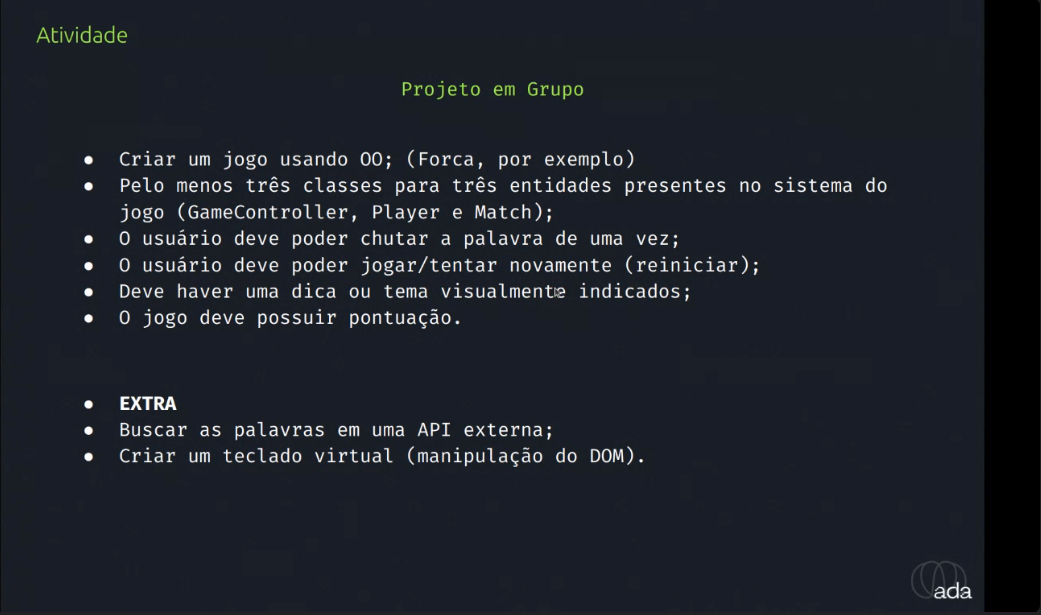 Atividade
Projeto em Grupo
● Criar um jogo usando OO; (Forca, por exemplo)
● Pelo menos três classes para três entidades presentes no sistema do
jogo (GameController, Player e Match);
● O usuário deve poder chutar a palavra de uma vez;
● O usuário deve poder jogar/tentar novamente (reiniciar);
● Deve haver uma dica ou tema visualmente indicados;
● O jogo deve possuir pontuação.
● EXTRA
● Buscar as palavras em uma API externa;
● Criar um teclado virtual (manipulação do DOM).
ada